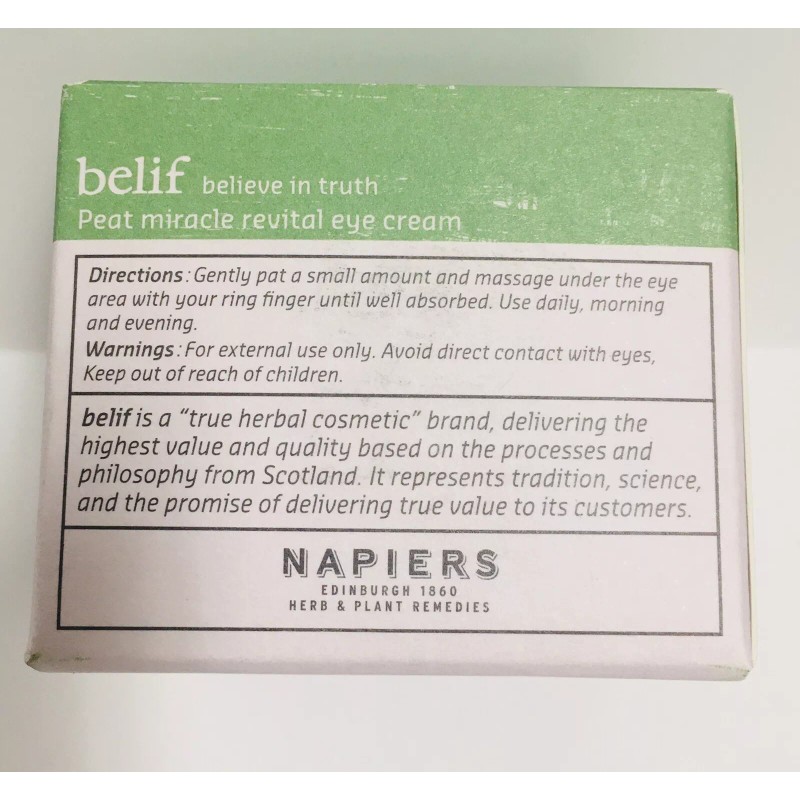 belif believe in truth
Peat miracle revital eye cream
Directions: Gently pat a small amount and massage under the eye
area with your ring finger until well absorbed. Use daily, morning
and evening.
Warnings: For external use only. Avoid direct contact with eyes,
Keep out of reach of children.
belif is a “true herbal cosmetic” brand, delivering the
highest value and quality based on the processes and
philosophy from Scotland. It represents tradition, science,
and the promise of delivering true value to its customers.
NAPIERS
EDINBURGH 1860
HERB & PLANT REMEDIES